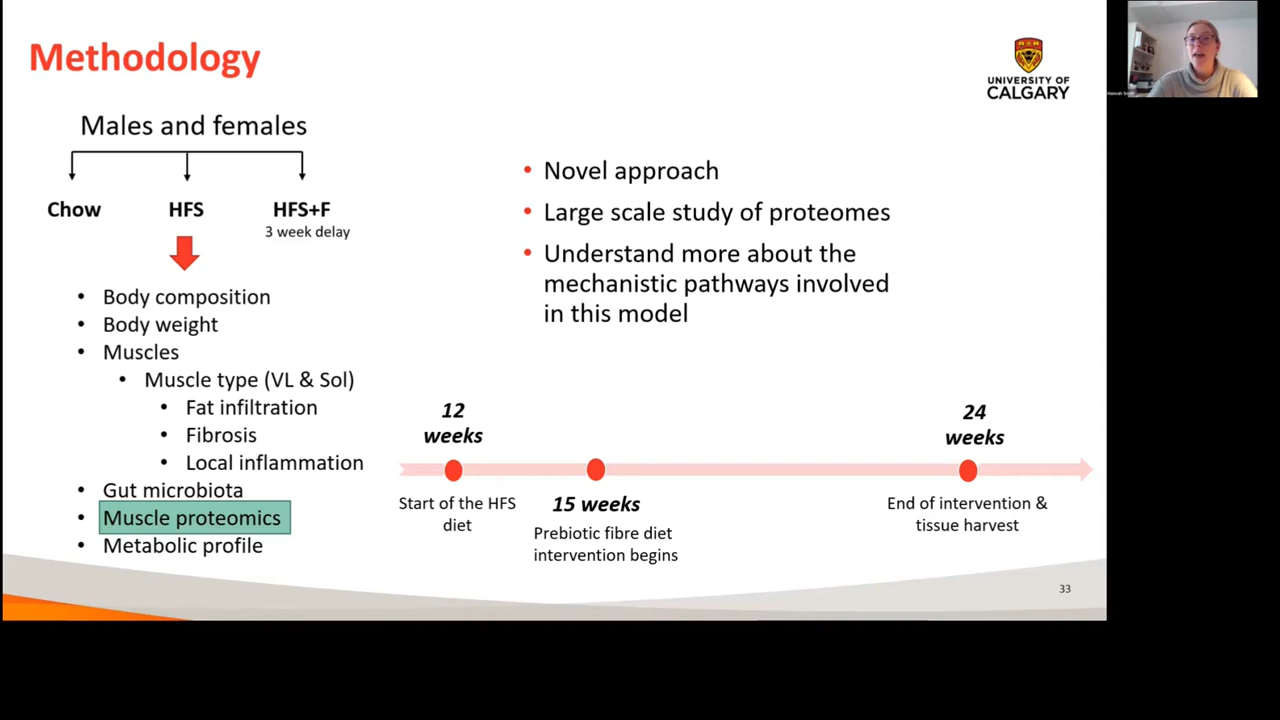 Methodology
UNIVERSITY OF
CALGARY
Males and females
Chow
HFS
HFS+F
3 week delay
• Body composition
• Body weight
• Muscles
• Muscle type (VL & Sol)
• Fat infiltration
• Fibrosis
• Local inflammation
• Gut microbiota
• Muscle proteomics
• Metabolic profile
• Novel approach
• Large scale study of proteomes
• Understand more about the
mechanistic pathways involved
in this model
12
weeks
Start of the HFS
diet
15 weeks
Prebiotic fibre diet
intervention begins
24
weeks
End of intervention &
tissue harvest
33